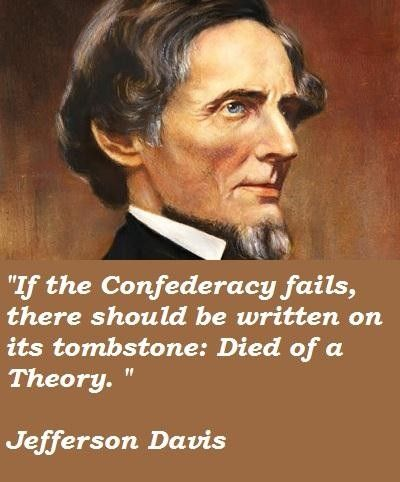 "If the Confederacy fails,
there should be written on
its tombstone: Died of a
Theory. "
Jefferson Davis